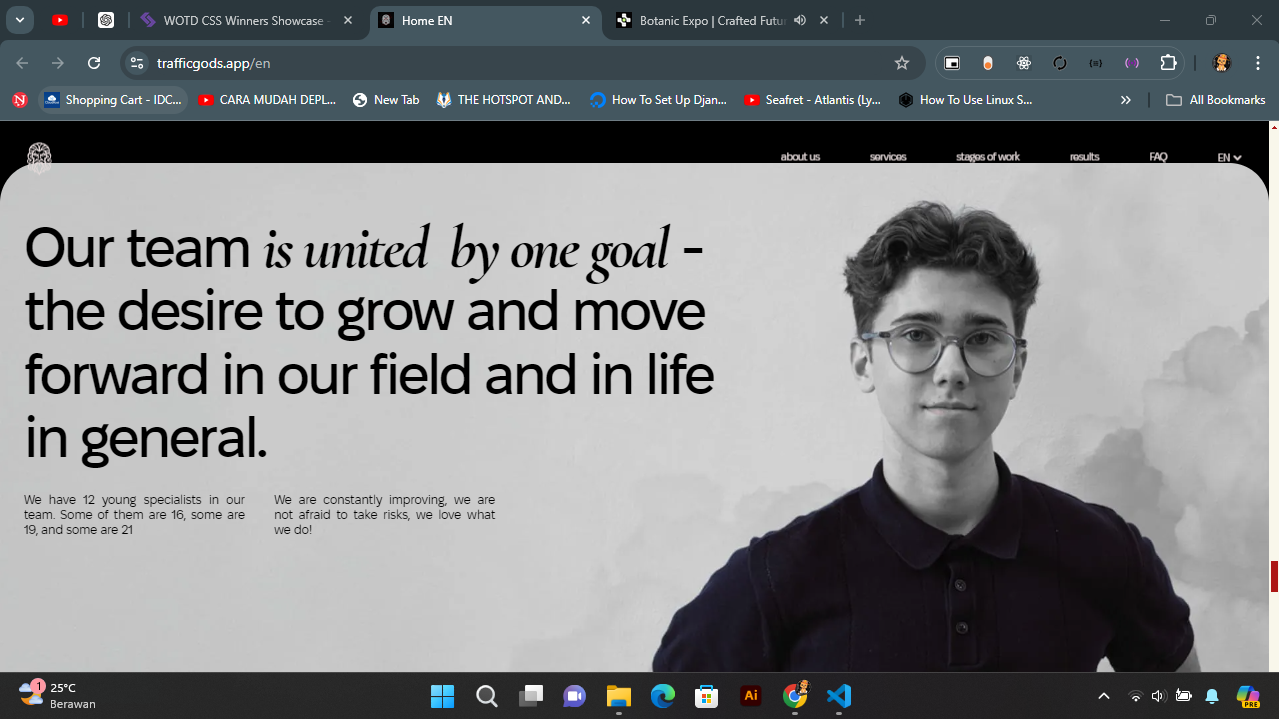 WOTD CSS Winners Showcase -
Home EN
Botanic Expo | Crafted Futur
trafficgods.app/en
Shopping Cart - IDC...
CARA MUDAH DEPL...
New Tab
THE HOTSPOT AND...
How To Set Up Djan...
Seafret - Atlantis (Ly...
How To Use Linux S...
All Bookmarks
about us
services
stages of work
results
FAQ
EN
Our team is united by one goal -
the desire to grow and move
forward in our field and in life
in general.
We have 12 young specialists in our
team. Some of them are 16, some are
19, and some are 21
We are constantly improving, we are
not afraid to take risks, we love what
we do!
1
25°C
Berawan
Ai
PRE